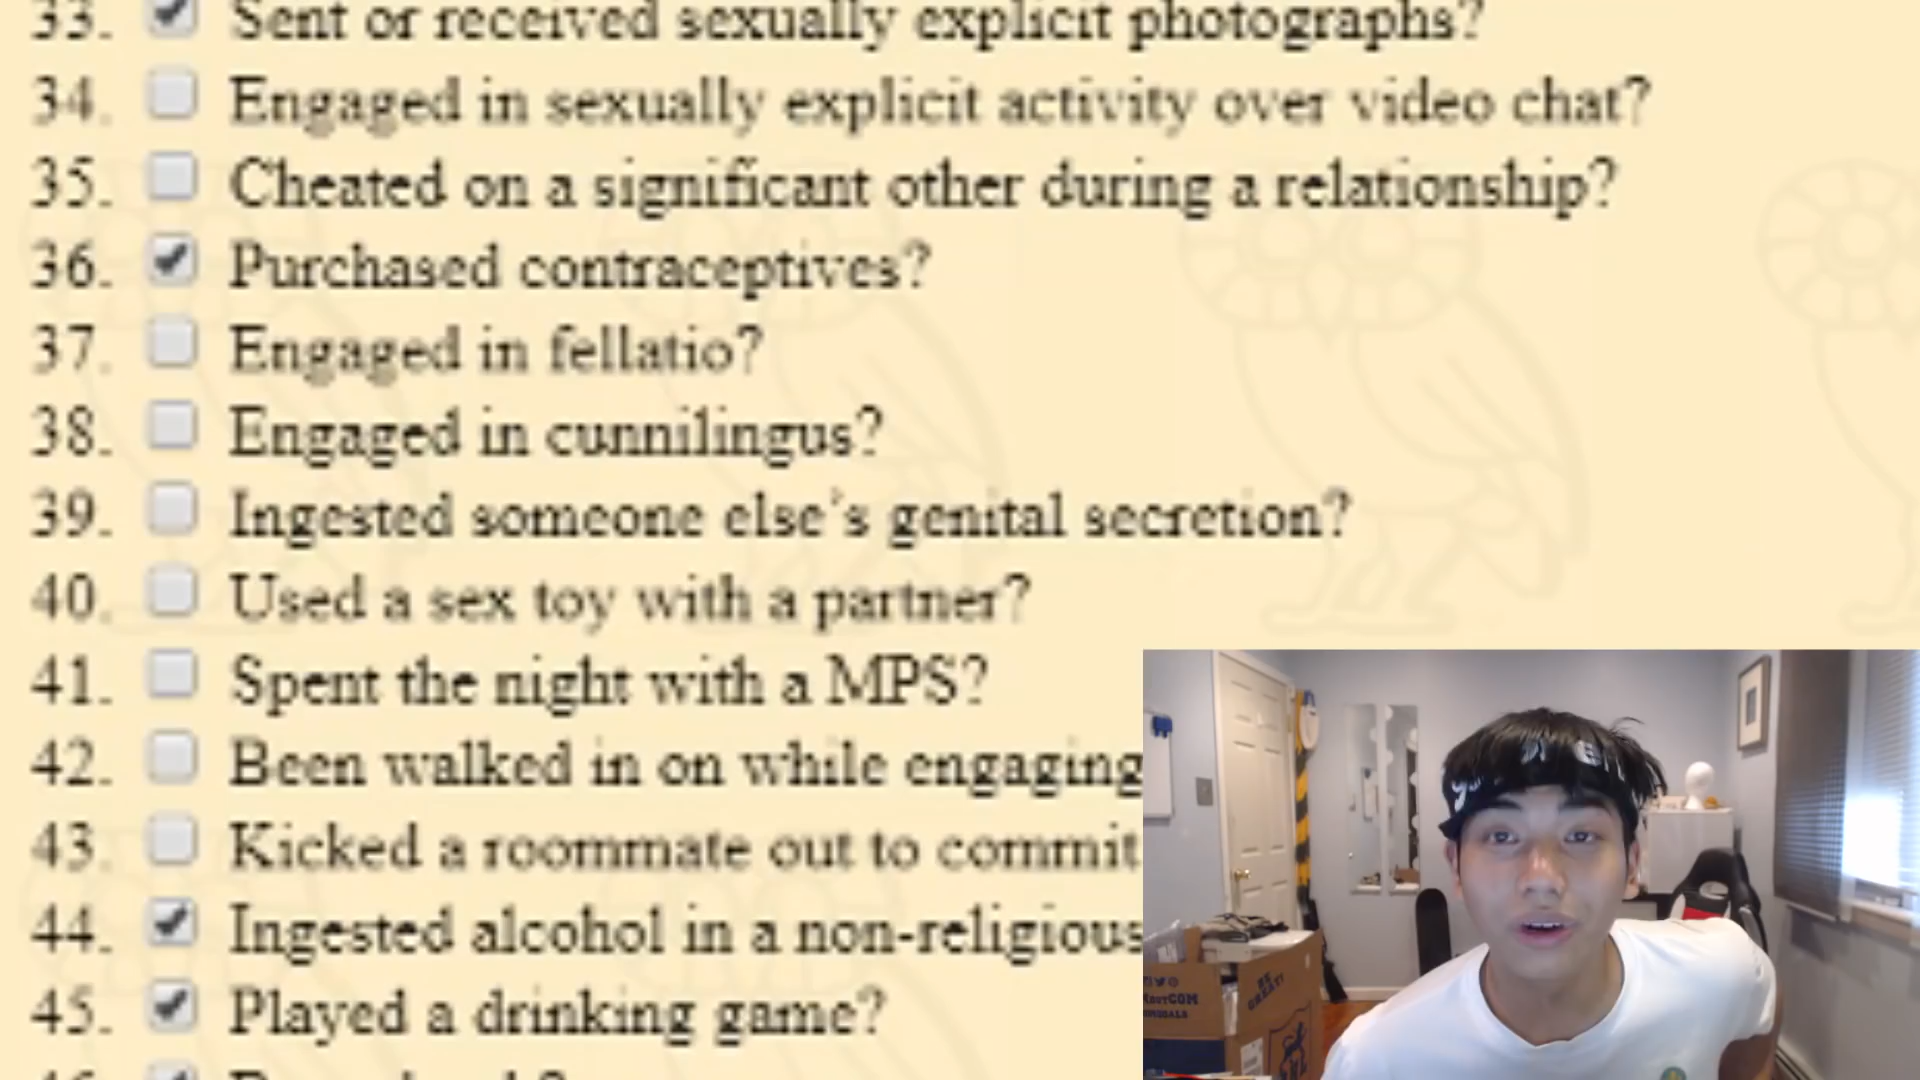 33. Sent or received sexually explicit photographs?
34. Engaged in sexually explicit activity over video chat?
35. Cheated on a significant other during a relationship?
36. Purchased contraceptives?
37. Engaged in fellatio?
38. Engaged in cunnilingus?
39. Ingested someone else's genital secretion?
40. Used a sex toy with a partner?
41. Spent the night with a MPS?
42. Been walked in on while engaging
43. Kicked a roommate out to commit
44. Ingested alcohol in a non-religious
45. Played a drinking game?
46.
BE
GREAT!